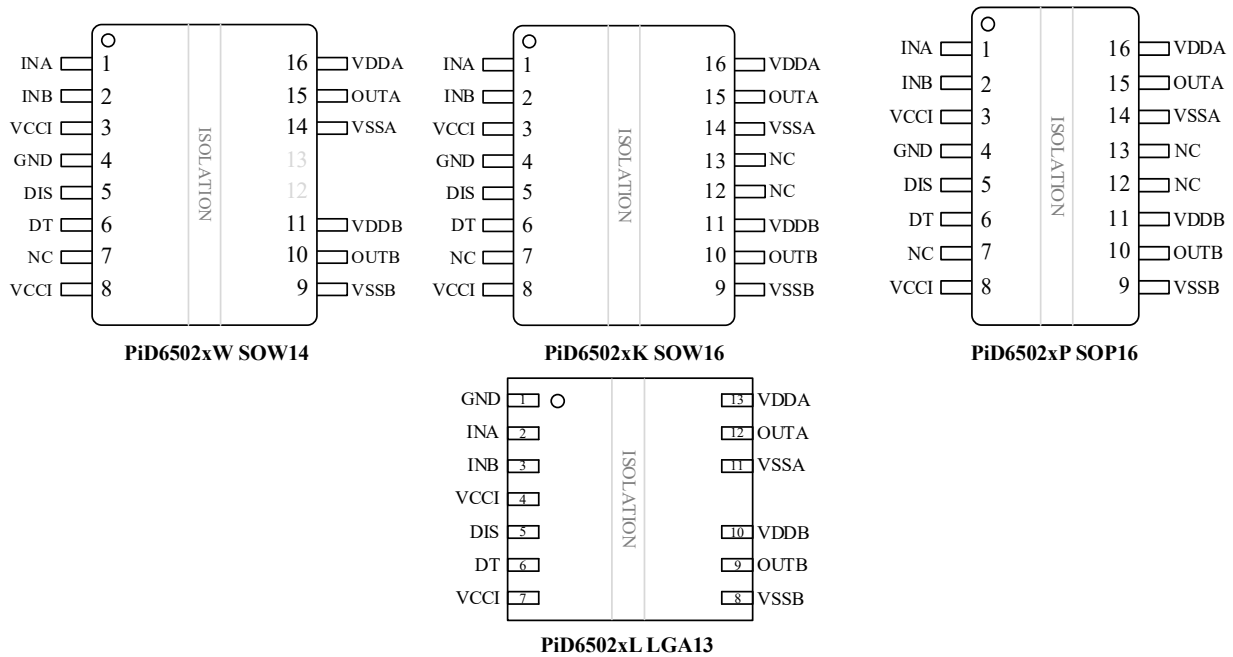 INA 1 16 VDDA
INB 2 15 OUTA
VCCI 3 14 VSSA
GND 4 13
DIS 5 12
DT 6 11 VDDB
NC 7 10 OUTB
VCCI 8 9 VSSB
ISOLATION
PiD6502xW SOW14
INA 1 16 VDDA
INB 2 15 OUTA
VCCI 3 14 VSSA
GND 4 13 NC
DIS 5 12 NC
DT 6 11 VDDB
NC 7 10 OUTB
VCCI 8 9 VSSB
ISOLATION
PiD6502xK SOW16
INA 1 16 VDDA
INB 2 15 OUTA
VCCI 3 14 VSSA
GND 4 13 NC
DIS 5 12 NC
DT 6 11 VDDB
NC 7 10 OUTB
VCCI 8 9 VSSB
ISOLATION
PiD6502xP SOP16
GND 1 13 VDDA
INA 2 12 OUTA
INB 3 11 VSSA
VCCI 4
DIS 5 10 VDDB
DT 6 9 OUTB
VCCI 7 8 VSSB
ISOLATION
PiD6502xL LGA13